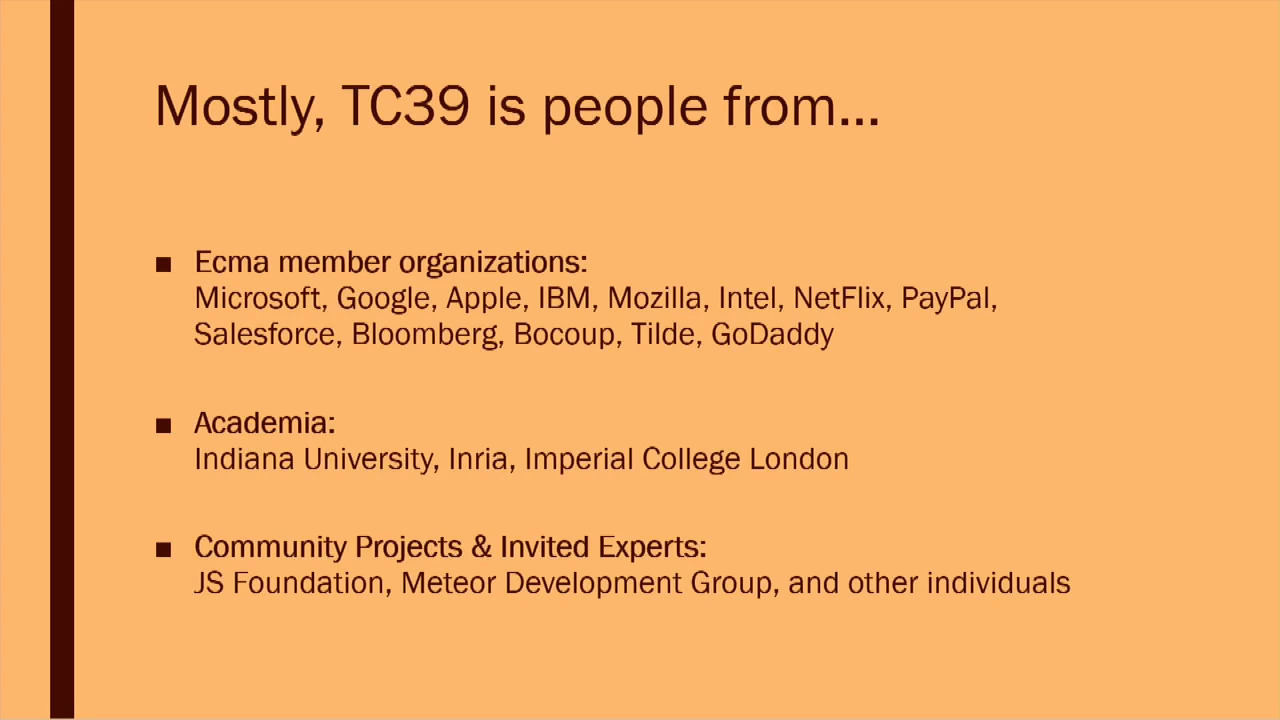 Mostly, TC39 is people from...
■ Ecma member organizations:
Microsoft, Google, Apple, IBM, Mozilla, Intel, NetFlix, PayPal,
Salesforce, Bloomberg, Bocoup, Tilde, GoDaddy
■ Academia:
Indiana University, Inria, Imperial College London
■ Community Projects & Invited Experts:
JS Foundation, Meteor Development Group, and other individuals